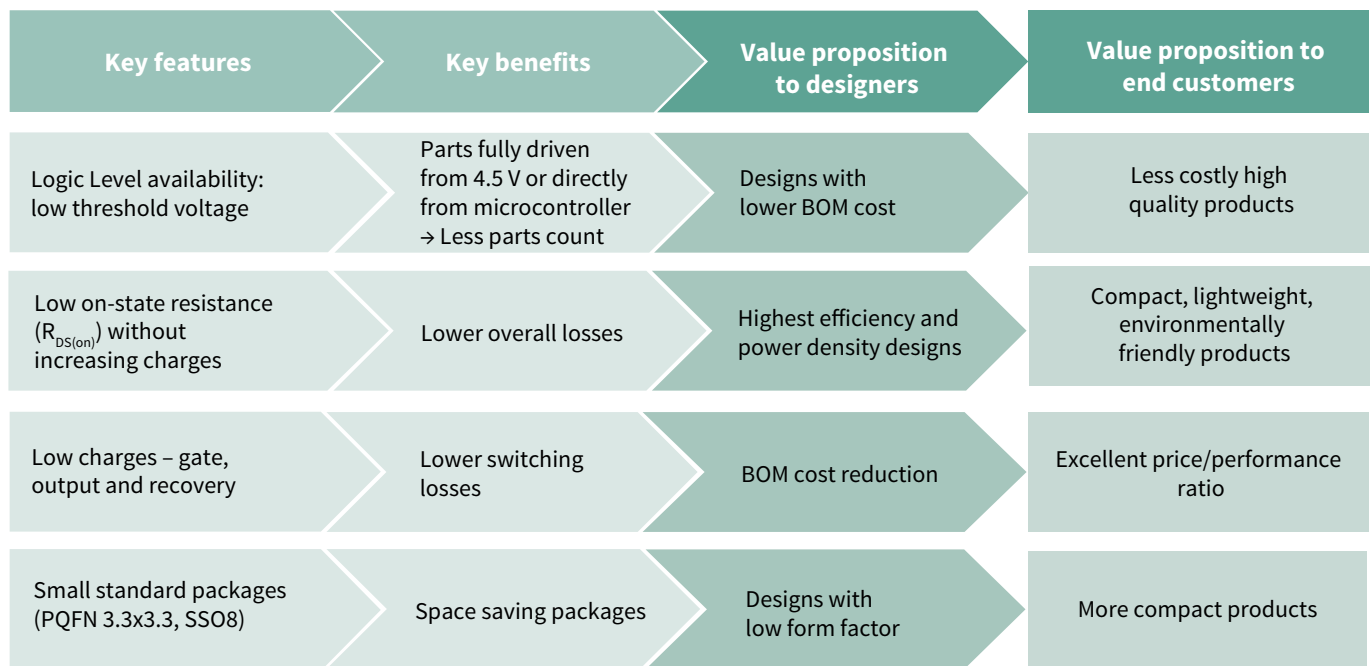 Key features
Key benefits
Value proposition
to designers
Value proposition to
end customers
Logic Level availability:
low threshold voltage
Parts fully driven
from 4.5 V or directly
from microcontroller
→ Less parts count
Designs with
lower BOM cost
Less costly high
quality products
Low on-state resistance
(RDS(on)) without
increasing charges
Lower overall losses
Highest efficiency and
power density designs
Compact, lightweight,
environmentally
friendly products
Low charges – gate,
output and recovery
Lower switching
losses
BOM cost reduction
Excellent price/performance
ratio
Small standard packages
(PQFN 3.3x3.3, SSO8)
Space saving packages
Designs with
low form factor
More compact products